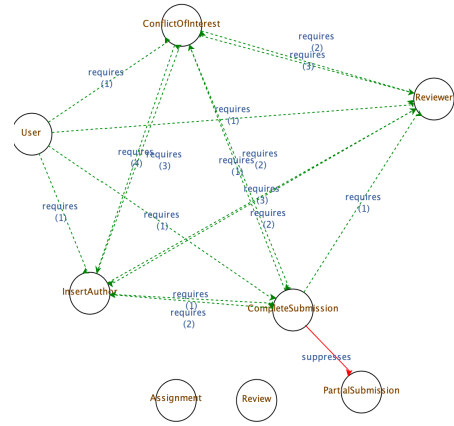 ConflictOfInterest
requires
(2)
requires
(3)
requires
(1)
Reviewer
requires
(1)
User
requires
(4)
requires
(3)
requires
(2)
requires
(1)
requires
(3)
requires
(1)
requires
(1)
requires
(1)
requires
(2)
InsertAuthor
requires
(1)
requires
(2)
CompleteSubmission
suppresses
Assignment
Review
PartialSubmission